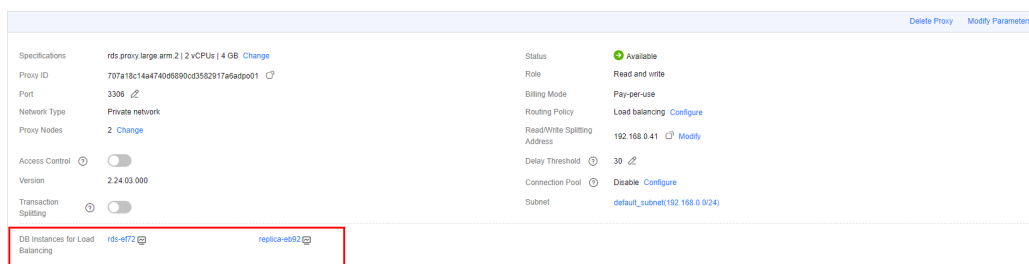 Delete Proxy Modify Parameters
Specifications rds.proxy.large.arm.2 | 2 vCPUs | 4 GB Change
Status Available
Proxy ID 707a18c14a4740d6890cd3582917a6adpo01
Role Read and write
Port 3306
Billing Mode Pay-per-use
Network Type Private network
Routing Policy Load balancing Configure
Proxy Nodes 2 Change
Read/Write Splitting
Address
192.168.0.41 Modify
Access Control ?
Delay Threshold ? 30
Version 2.24.03.000
Connection Pool ? Disable Configure
Transaction
Splitting
?
Subnet default_subnet(192.168.0.0/24)
DB Instances for Load
Balancing
rds-ef72 replica-eb92